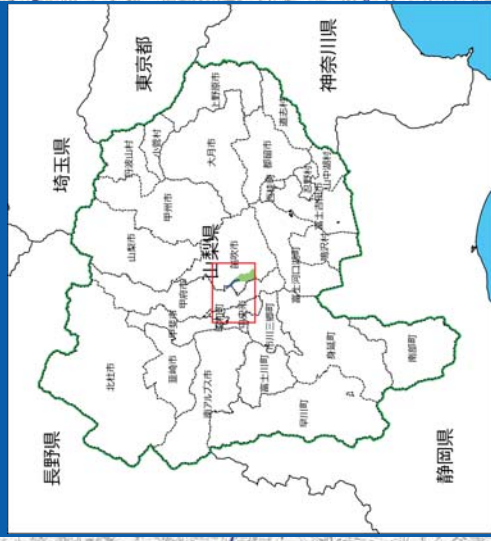 埼玉県
東京都
長野県
丹波山村
小菅村
山梨市
甲州市
北杜市
上野原市
大月市
甲府市
甲斐市
韮崎市
山梨県
笛吹市
都留市
道志村
南アルプス市
西桂町
忍野村
山中湖村
富士吉田市
鳴沢村
富士河口湖町
市川三郷町
富士川町
身延町
早川町
南部町
神奈川県
静岡県